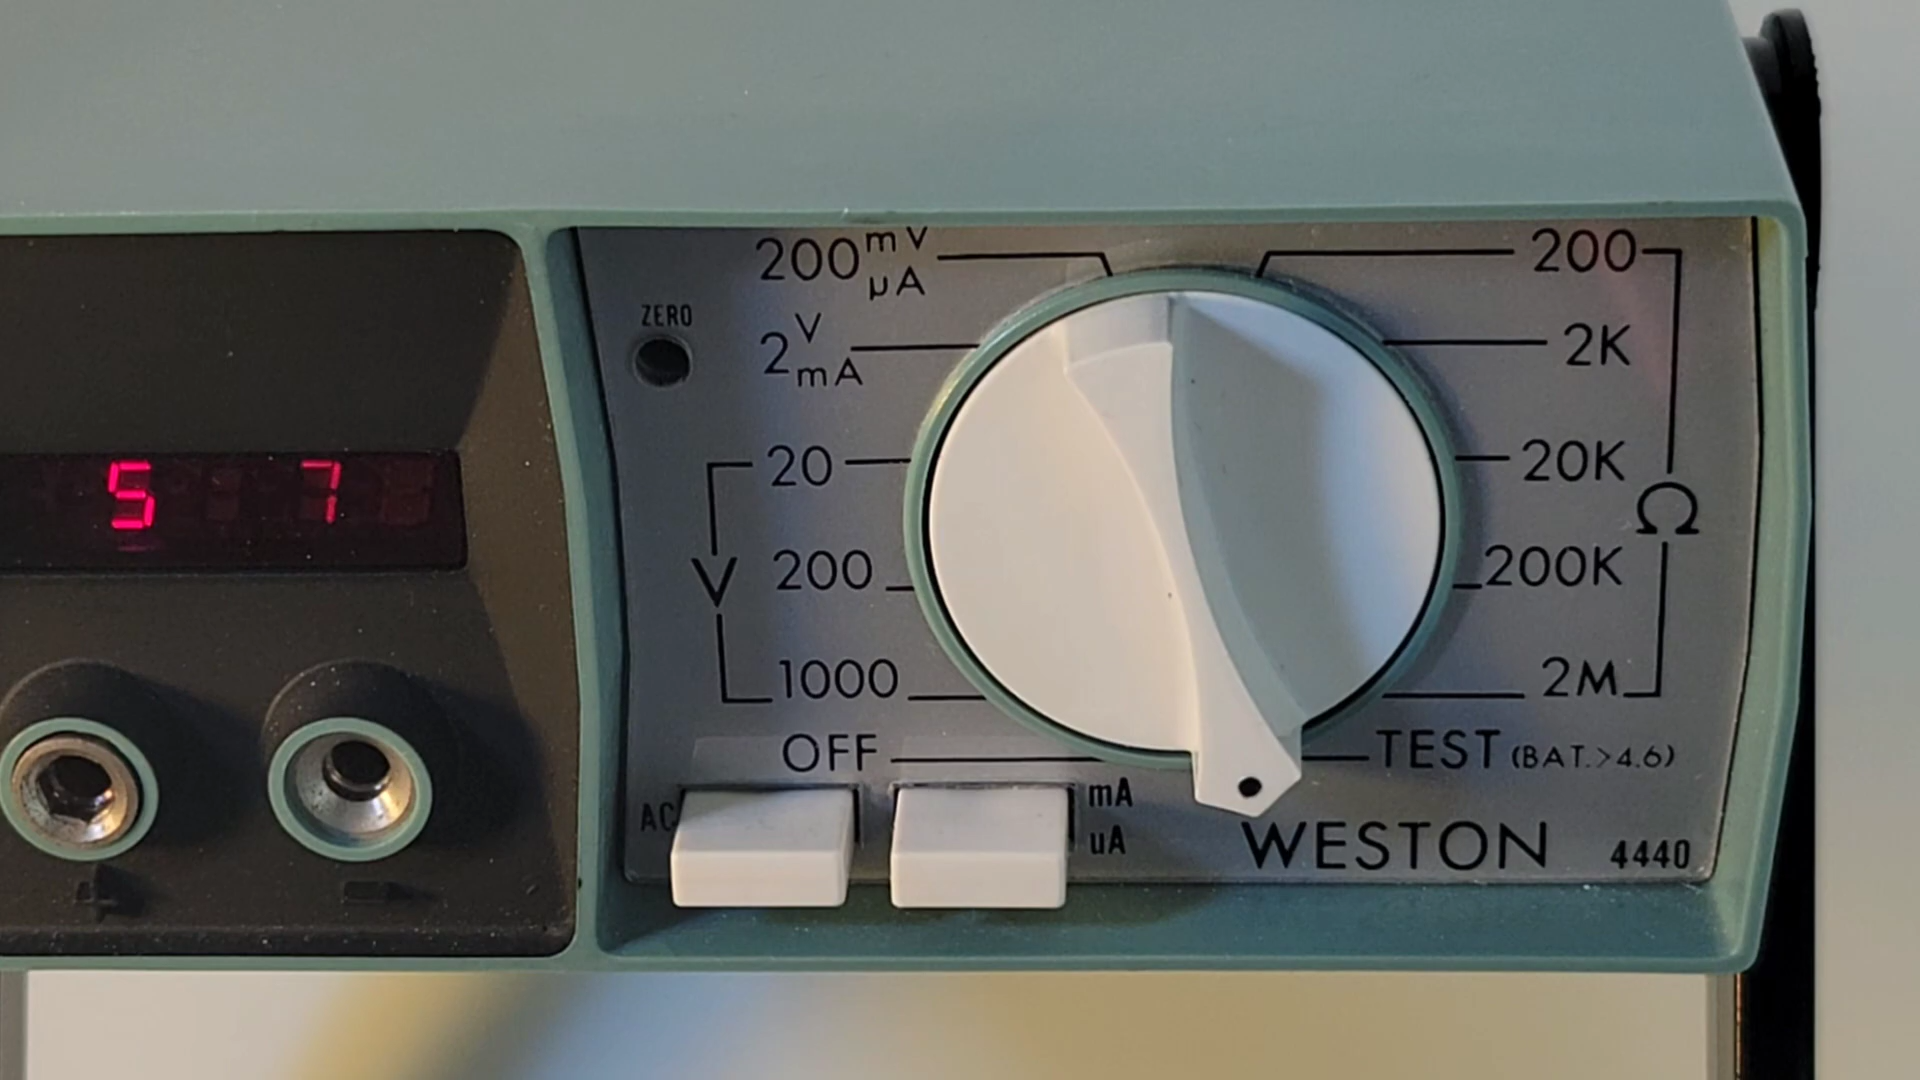 200 mV µA
200
ZERO
2 V mA
2K
5 7
20
20K
Ω
V
200
200K
1000
2M
OFF
TEST (BAT.>4.6)
AC
mA
uA
WESTON
4440
+
-